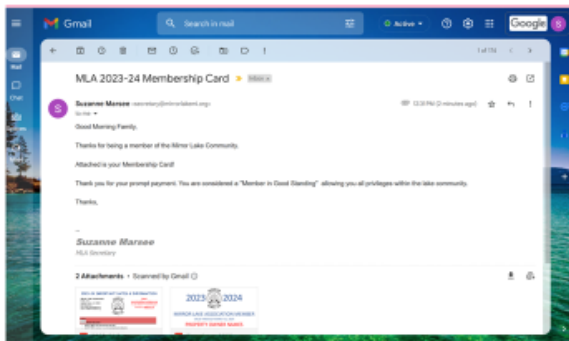 Gmail
Search in mail
Active
Google
S
Mail
Chat
Spaces
MLA 2023-24 Membership Card
Inbox x
S
Suzanne Marsee
12:31 PM (2 minutes ago)
to me
Good Morning Family,
Thanks for being a member of the Mirror Lake Community.
Attached is your Membership Card!
Thank you for your prompt payment. You are considered a "Member in Good Standing" allowing you all privileges within the lake community.
Thanks,
--
Suzanne Marsee
MLA Secretary
2 Attachments • Scanned by Gmail
2023 2024
MIRROR LAKE ASSOCIATION MEMBER
PROPERTY OWNER NAMES